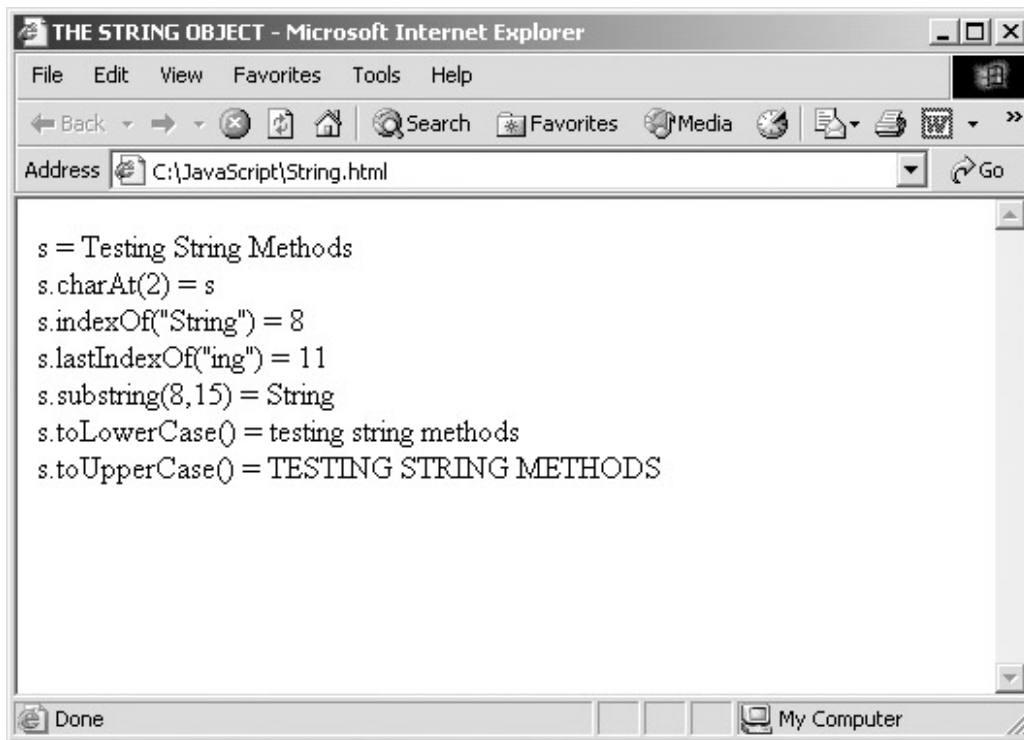 THE STRING OBJECT - Microsoft Internet Explorer
File Edit View Favorites Tools Help
Back Search Favorites Media W »
Address C:\JavaScript\String.html Go
s = Testing String Methods
s.charAt(2) = s
s.indexOf("String") = 8
s.lastIndexOf("ing") = 11
s.substring(8,15) = String
s.toLowerCase() = testing string methods
s.toUpperCase() = TESTING STRING METHODS
Done My Computer